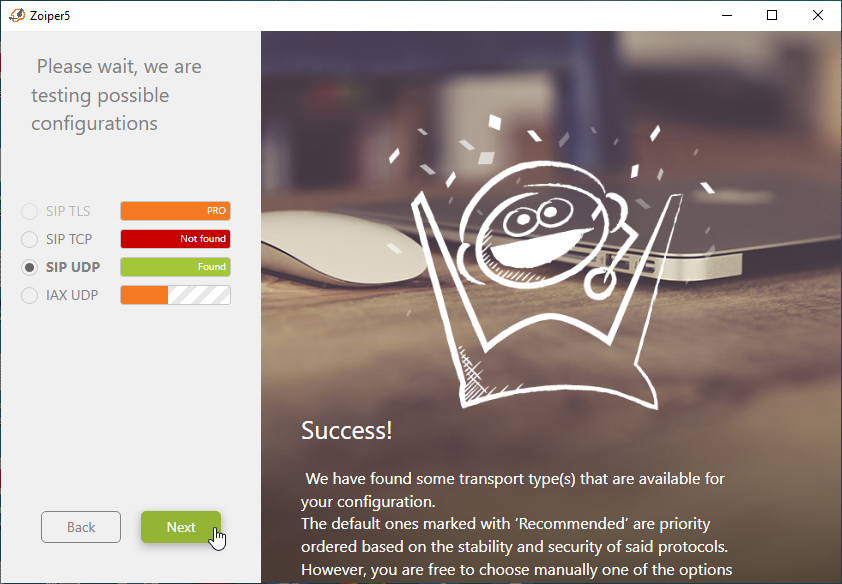 Zoiper5
Please wait, we are
testing possible
configurations
SIP TLS PRO
SIP TCP Not found
SIP UDP Found
IAX UDP
Back Next
Success!
We have found some transport type(s) that are available for
your configuration.
The default ones marked with ‘Recommended’ are priority
ordered based on the stability and security of said protocols.
However, you are free to choose manually one of the options